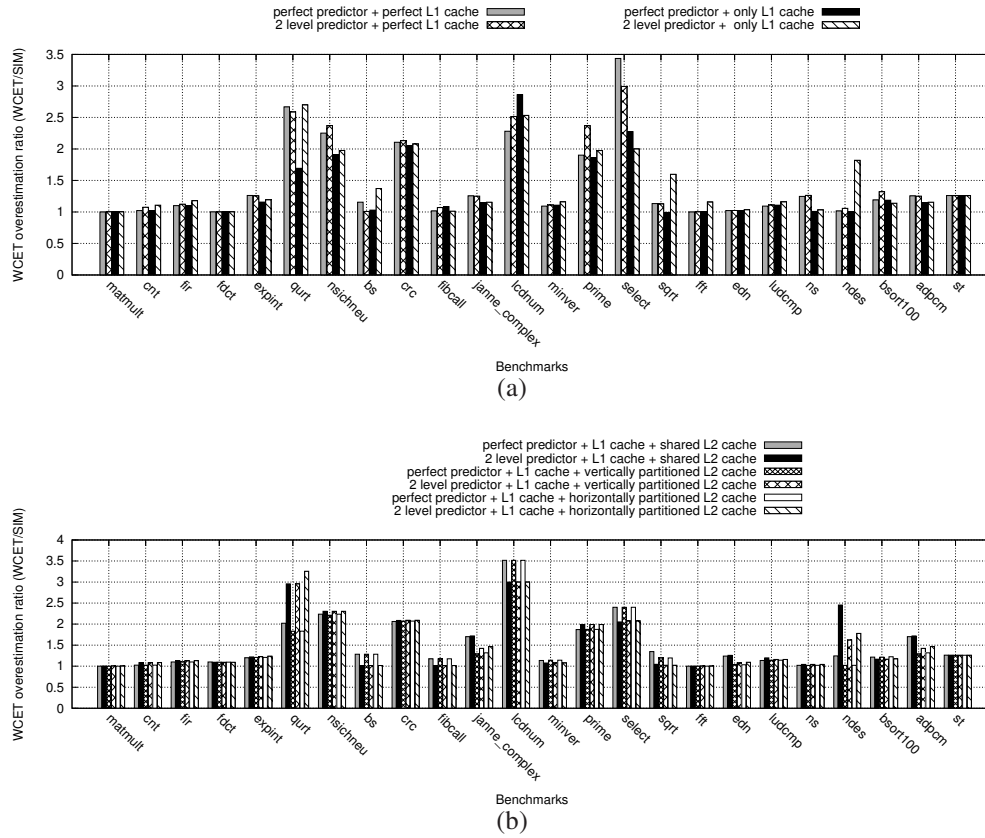 perfect predictor + perfect L1 cache
2 level predictor + perfect L1 cache
perfect predictor + only L1 cache
2 level predictor + only L1 cache
WCET overestimation ratio (WCET/SIM)
3.5
3
2.5
2
1.5
1
0.5
0
matmult
cnt
fir
fdct
expint
qurt
nsichneu
bs
crc
fibcall
janne_complex
lcdnum
minver
prime
select
sqrt
fft
edn
ludcmp
ns
ndes
bsort100
adpcm
st
Benchmarks
(a)
perfect predictor + L1 cache + shared L2 cache
2 level predictor + L1 cache + shared L2 cache
perfect predictor + L1 cache + vertically partitioned L2 cache
2 level predictor + L1 cache + vertically partitioned L2 cache
perfect predictor + L1 cache + horizontally partitioned L2 cache
2 level predictor + L1 cache + horizontally partitioned L2 cache
WCET overestimation ratio (WCET/SIM)
4
3.5
3
2.5
2
1.5
1
0.5
0
matmult
cnt
fir
fdct
expint
qurt
nsichneu
bs
crc
fibcall
janne_complex
lcdnum
minver
prime
select
sqrt
fft
edn
ludcmp
ns
ndes
bsort100
adpcm
st
Benchmarks
(b)